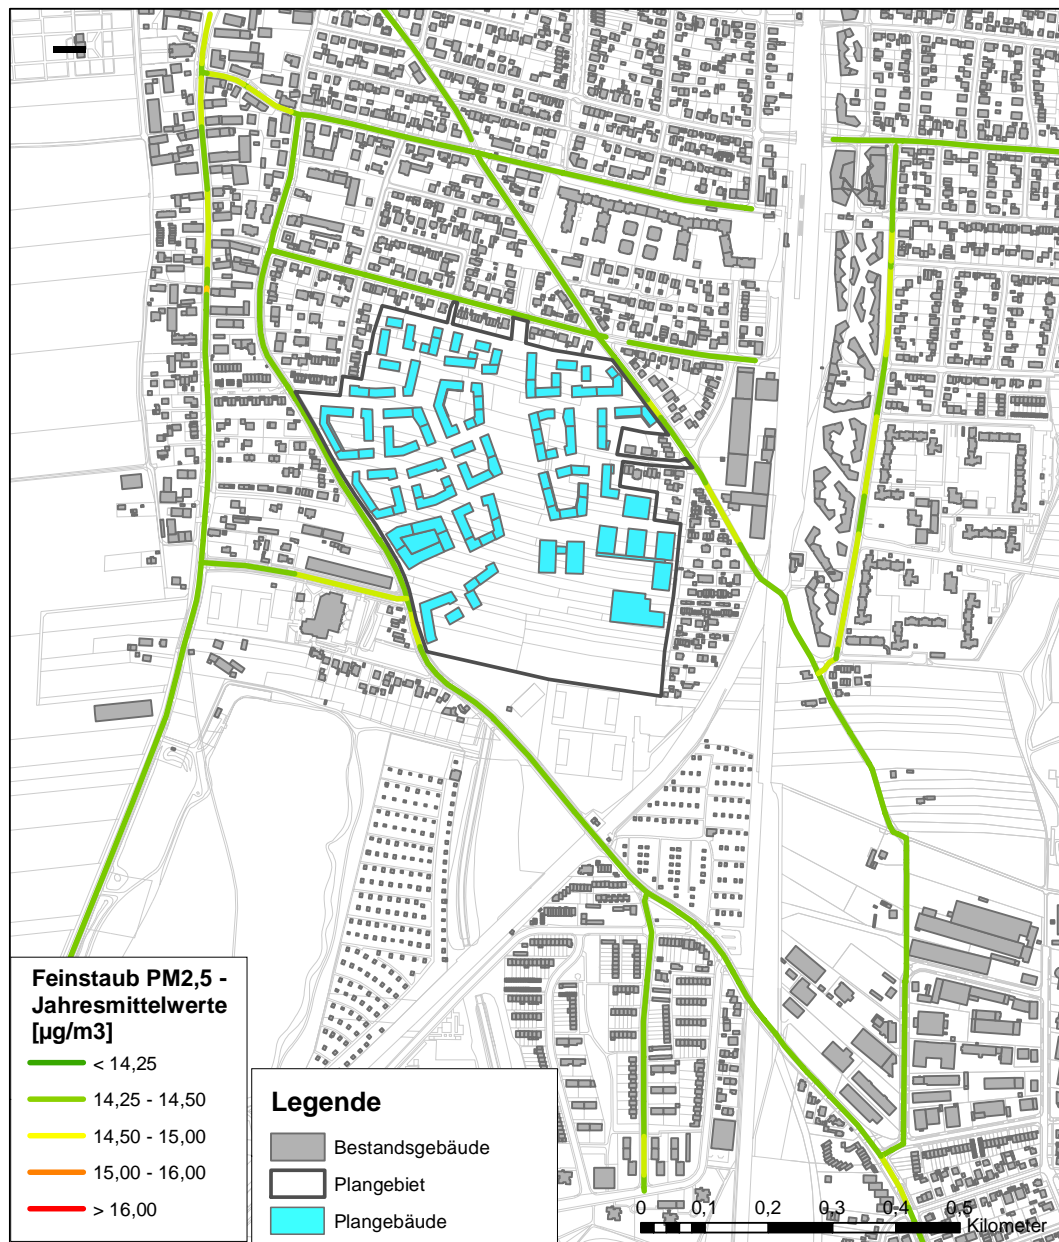 Feinstaub PM2,5 -
Jahresmittelwerte
[µg/m3]
< 14,25
14,25 - 14,50
14,50 - 15,00
15,00 - 16,00
> 16,00
Legende
Bestandsgebäude
Plangebiet
Plangebäude
0 0,1 0,2 0,3 0,4 0,5
Kilometer